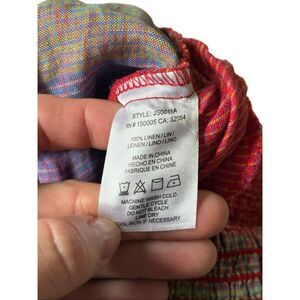 STYLE: JS0011A
RN # 150005 CA: 32054
100% LINEN / LIN /
LEINEN / LINO / LINO
MADE IN CHINA
HECHO EN CHINA
FABRIQUE EN CHINE
MACHINE WASH COLD
GENTLE CYCLE
DO NOT BLEACH
LINE DRY
COOL IRON IF NECESSARY